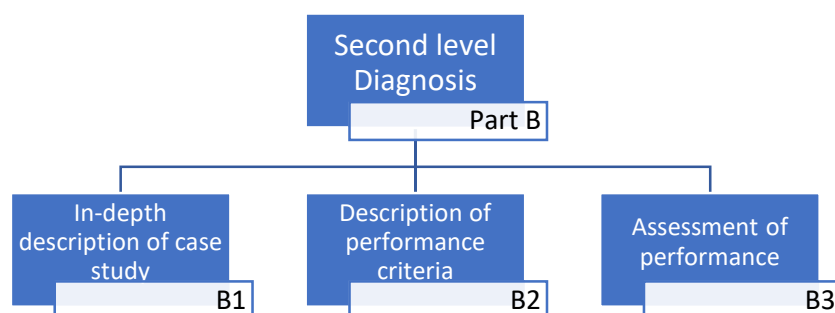 Second level
Diagnosis
Part B
In-depth
description of case
study
B1
Description of
performance
criteria
B2
Assessment of
performance
B3